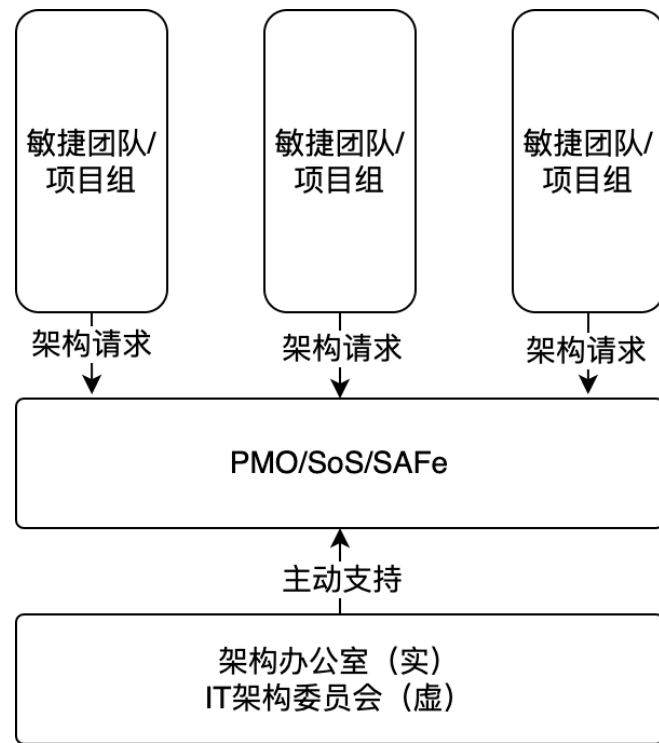 敏捷团队/
项目组
敏捷团队/
项目组
敏捷团队/
项目组
架构请求
架构请求
架构请求
PMO/SoS/SAFe
主动支持
架构办公室（实）
IT架构委员会（虚）